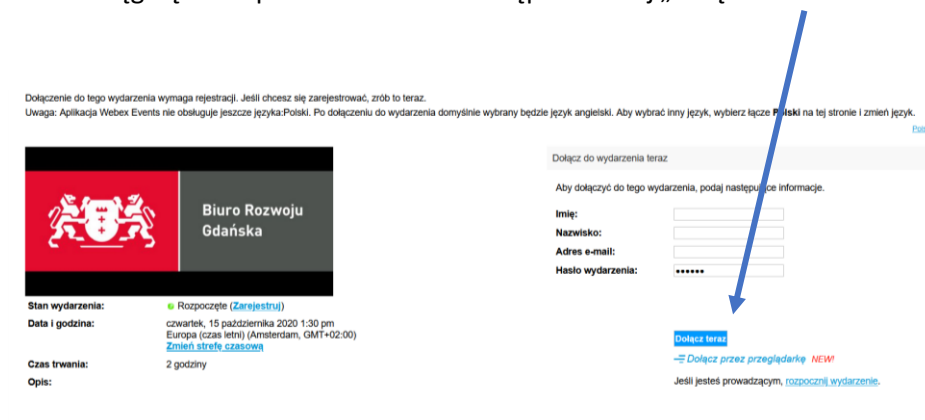 Dołączenie do tego wydarzenia wymaga rejestracji. Jeśli chcesz się zarejestrować, zrób to teraz.
Uwaga: Aplikacja Webex Events nie obsługuje jeszcze języka:Polski. Po dołączeniu do wydarzenia domyślnie wybrany będzie język angielski. Aby wybrać inny język, wybierz łącze Polski na tej stronie i zmień język.
Biuro Rozwoju
Gdańska
Stan wydarzenia: Rozpoczęte (Zarejestruj)
Data i godzina: czwartek, 15 października 2020 1:30 pm
Europa (czas letni) (Amsterdam, GMT+02:00)
Zmień strefę czasową
Czas trwania: 2 godziny
Opis:
Dołącz do wydarzenia teraz
Aby dołączyć do tego wydarzenia, podaj następujące informacje.
Imię:
Nazwisko:
Adres e-mail:
Hasło wydarzenia: ••••••
Dołącz teraz
Dołącz przez przeglądarkę NEW!
Jeśli jesteś prowadzącym, rozpocznij wydarzenie.